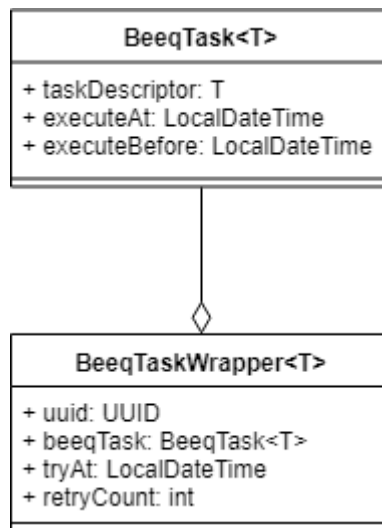 BeeqTask<T>
+ taskDescriptor: T
+ executeAt: LocalDateTime
+ executeBefore: LocalDateTime
BeeqTaskWrapper<T>
+ uuid: UUID
+ beeqTask: BeeqTask<T>
+ tryAt: LocalDateTime
+ retryCount: int